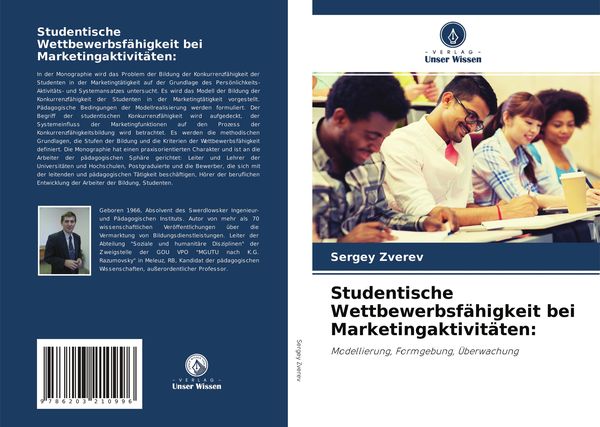 Studentische
Wettbewerbsfähigkeit bei
Marketingaktivitäten:
In der Monographie wird das Problem der Bildung der Konkurrenzfähigkeit der
Studenten in der Marketingtätigkeit auf der Grundlage des Persönlichkeits-
Aktivitäts- und Systemansatzes untersucht. Es wird das Modell der Bildung der
Konkurrenzfähigkeit der Studenten in der Marketingtätigkeit vorgestellt.
Pädagogische Bedingungen der Modellrealisierung werden formuliert. Der
Begriff der studentischen Konkurrenzfähigkeit wird aufgedeckt, der
Systemeinfluss der Marketingfunktionen auf den Prozess der
Konkurrenzfähigkeitsbildung wird betrachtet. Es werden die methodischen
Grundlagen, die Stufen der Bildung und die Kriterien der Wettbewerbsfähigkeit
definiert. Die Monographie hat einen praxisorientierten Charakter und ist an die
Arbeiter der pädagogischen Sphäre gerichtet: Leiter und Lehrer der
Universitäten und Hochschulen, Postgraduierte und die Bewerber, die sich mit
der leitenden und pädagogischen Tätigkeit beschäftigen, Hörer der beruflichen
Entwicklung der Arbeiter der Bildung, Studenten.
Geboren 1966, Absolvent des Swerdlowsker Ingenieur-
und Pädagogischen Instituts. Autor von mehr als 70
wissenschaftlichen Veröffentlichungen über die
Vermarktung von Bildungsdienstleistungen. Leiter der
Abteilung "Soziale und humanitäre Disziplinen" der
Zweigstelle der GOU VPO "MGUTU nach K.G.
Razumovsky" in Meleuz, RB, Kandidat der pädagogischen
Wissenschaften, außerordentlicher Professor.
9 786203 210996
VERLAG
Unser Wissen
Sergey Zverev
VERLAG
Unser Wissen
Sergey Zverev
Studentische
Wettbewerbsfähigkeit bei
Marketingaktivitäten:
Modellierung, Formgebung, Überwachung